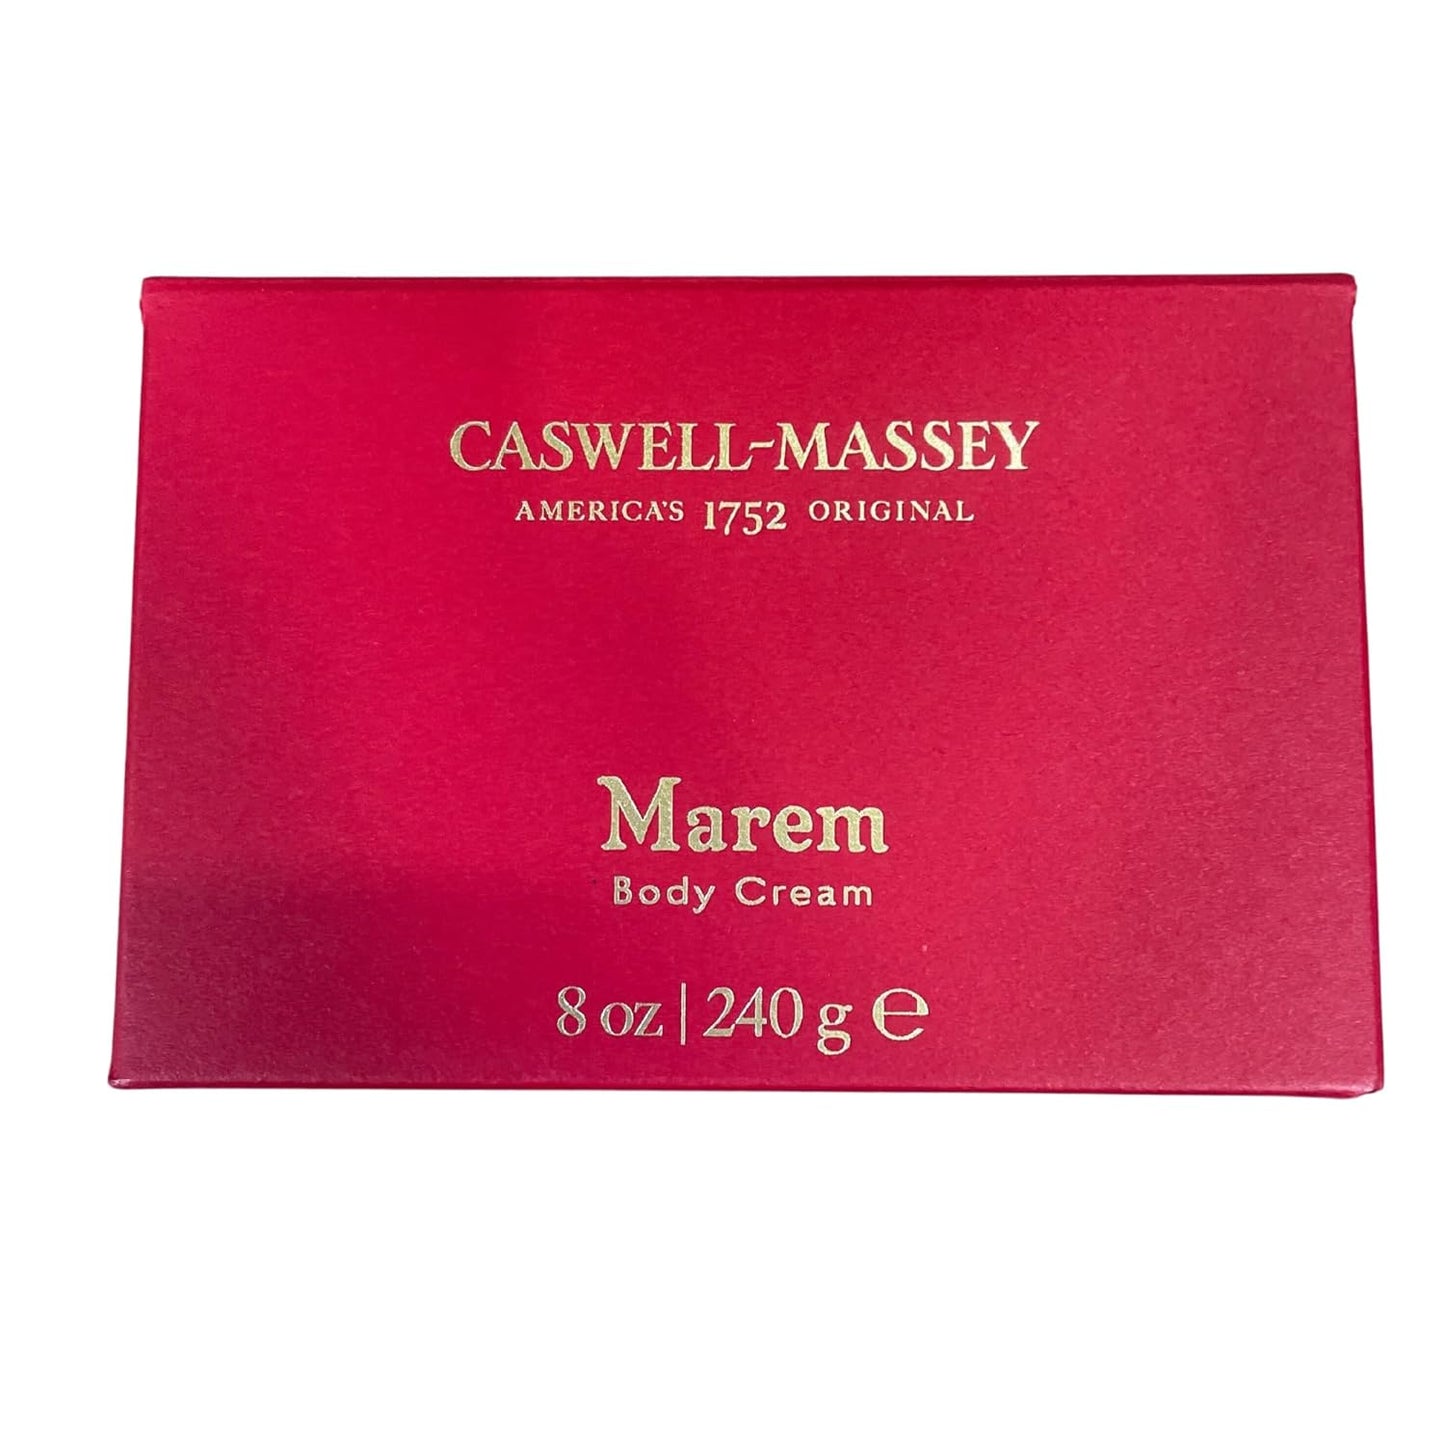 CASWELL-MASSEY
AMERICA'S 1752 ORIGINAL
Marem
Body Cream
8 oz | 240 g ℮